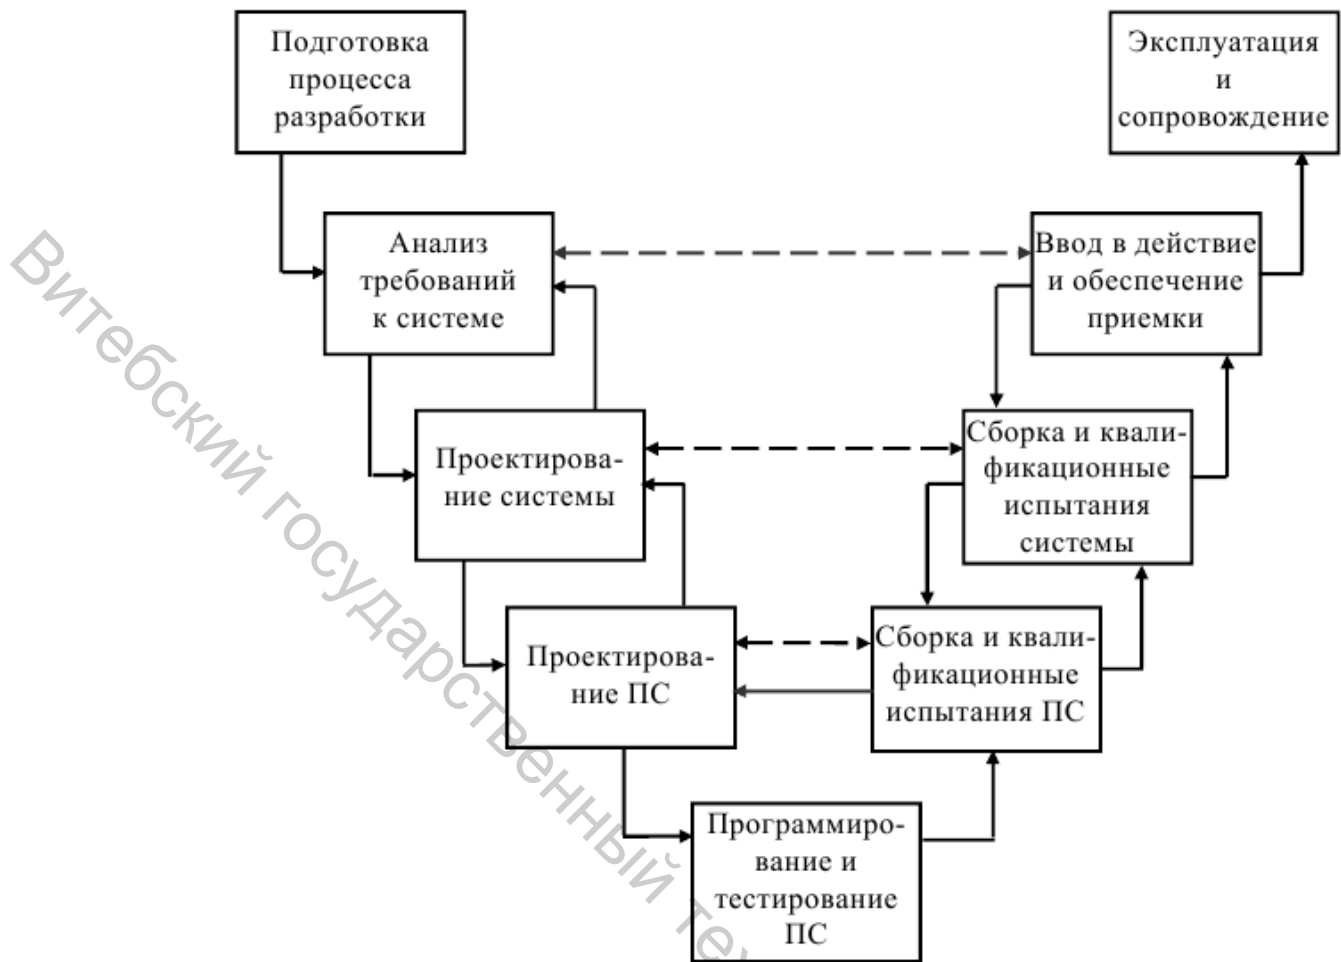 Подготовка
процесса
разработки
Эксплуатация
и
сопровождение
Анализ
требований
к системе
Ввод в действие
и обеспечение
приемки
Проектирова-
ние системы
Сборка и квали-
фикационные
испытания
системы
Проектирова-
ние ПС
Сборка и квали-
фикационные
испытания ПС
Программиро-
вание и
тестирование
ПС
Витебский государственный тех